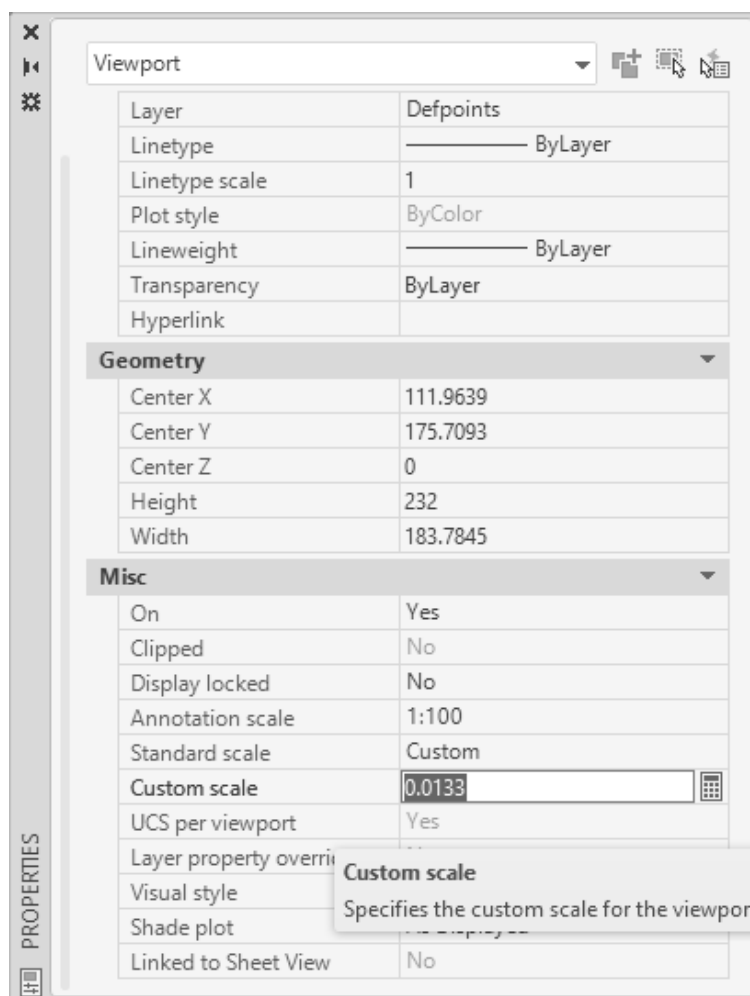 Viewport
Layer Defpoints
Linetype ByLayer
Linetype scale 1
Plot style ByColor
Lineweight ByLayer
Transparency ByLayer
Hyperlink
Geometry
Center X 111.9639
Center Y 175.7093
Center Z 0
Height 232
Width 183.7845
Misc
On Yes
Clipped No
Display locked No
Annotation scale 1:100
Standard scale Custom
Custom scale 0.0133
UCS per viewport Yes
Layer property overri
Custom scale
Visual style
Specifies the custom scale for the viewpor
Shade plot
Linked to Sheet View No
PROPERTIES